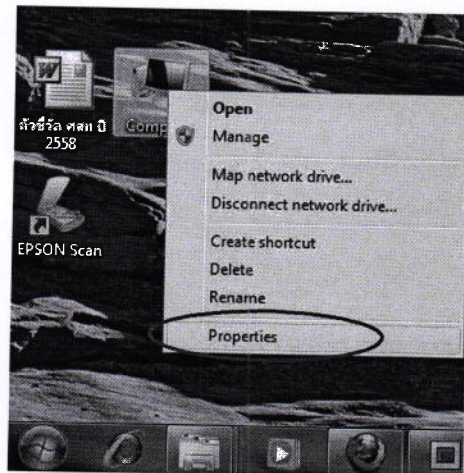 ตัวชี้วัด ศสท ปี
2558
Comp
EPSON Scan
Open
Manage
Map network drive...
Disconnect network drive...
Create shortcut
Delete
Rename
Properties